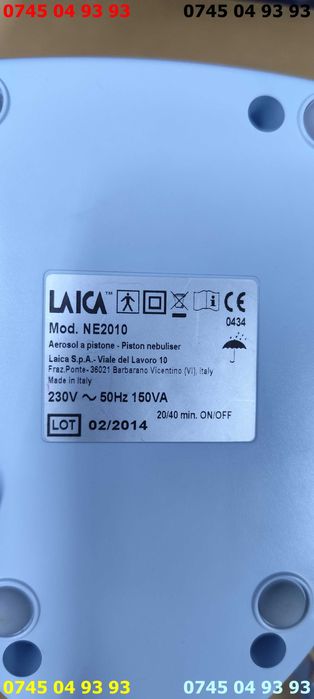 0745 04 93 93 0745 04 93 93
LAICA™ CE
0434
Mod. NE2010
Aerosol a pistone - Piston nebuliser
Laica S.p.A.- Viale del Lavoro 10
Fraz.Ponte- 36021 Barbarano Vicentino (VI), Italy
Made in Italy
230V ~ 50Hz 150VA
20/40 min. ON/OFF
LOT 02/2014
0745 04 93 93 0745 04 93 93